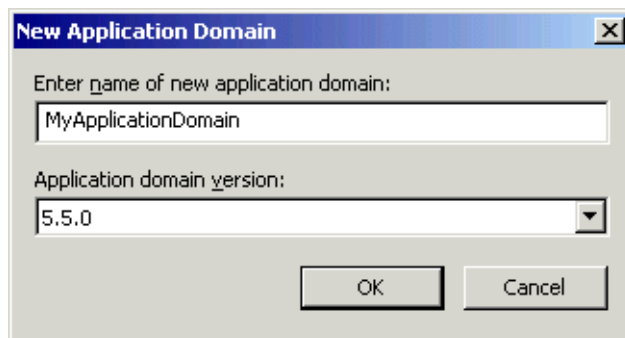 New Application Domain
Enter name of new application domain:
MyApplicationDomain
Application domain version:
5.5.0
OK
Cancel